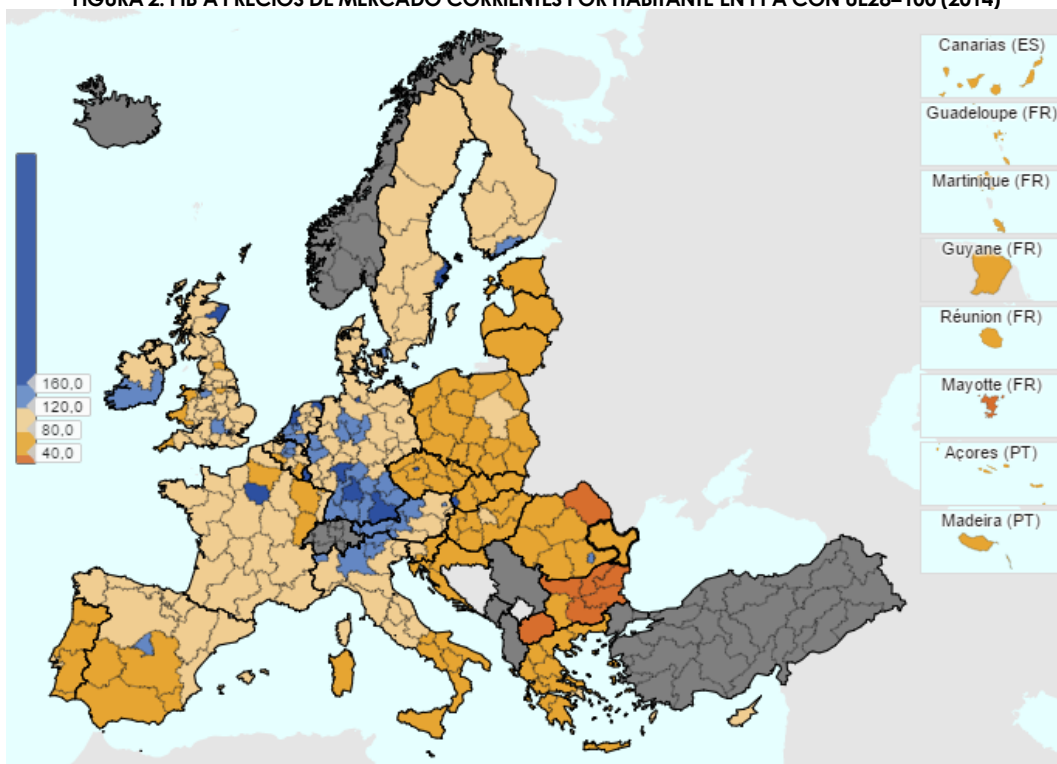 FIGURA 2. PIB A PRECIOS DE MERCADO CORRIENTES POR HABITANTE EN PPA CON UE28=100 (2014)
Canarias (ES)
Guadeloupe (FR)
Martinique (FR)
Guyane (FR)
Réunion (FR)
Mayotte (FR)
Açores (PT)
Madeira (PT)
160,0
120,0
80,0
40,0